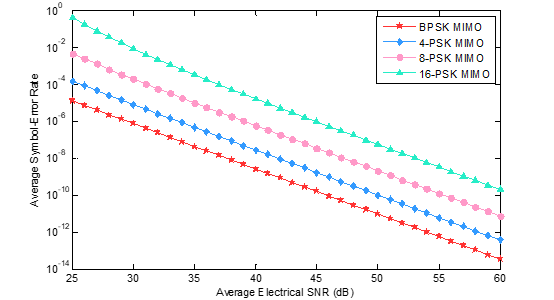 10^0
10^-2
10^-4
10^-6
10^-8
10^-10
10^-12
10^-14
Average Symbol-Error Rate
BPSK MIMO
4-PSK MIMO
8-PSK MIMO
16-PSK MIMO
25 30 35 40 45 50 55 60
Average Electrical SNR (dB)